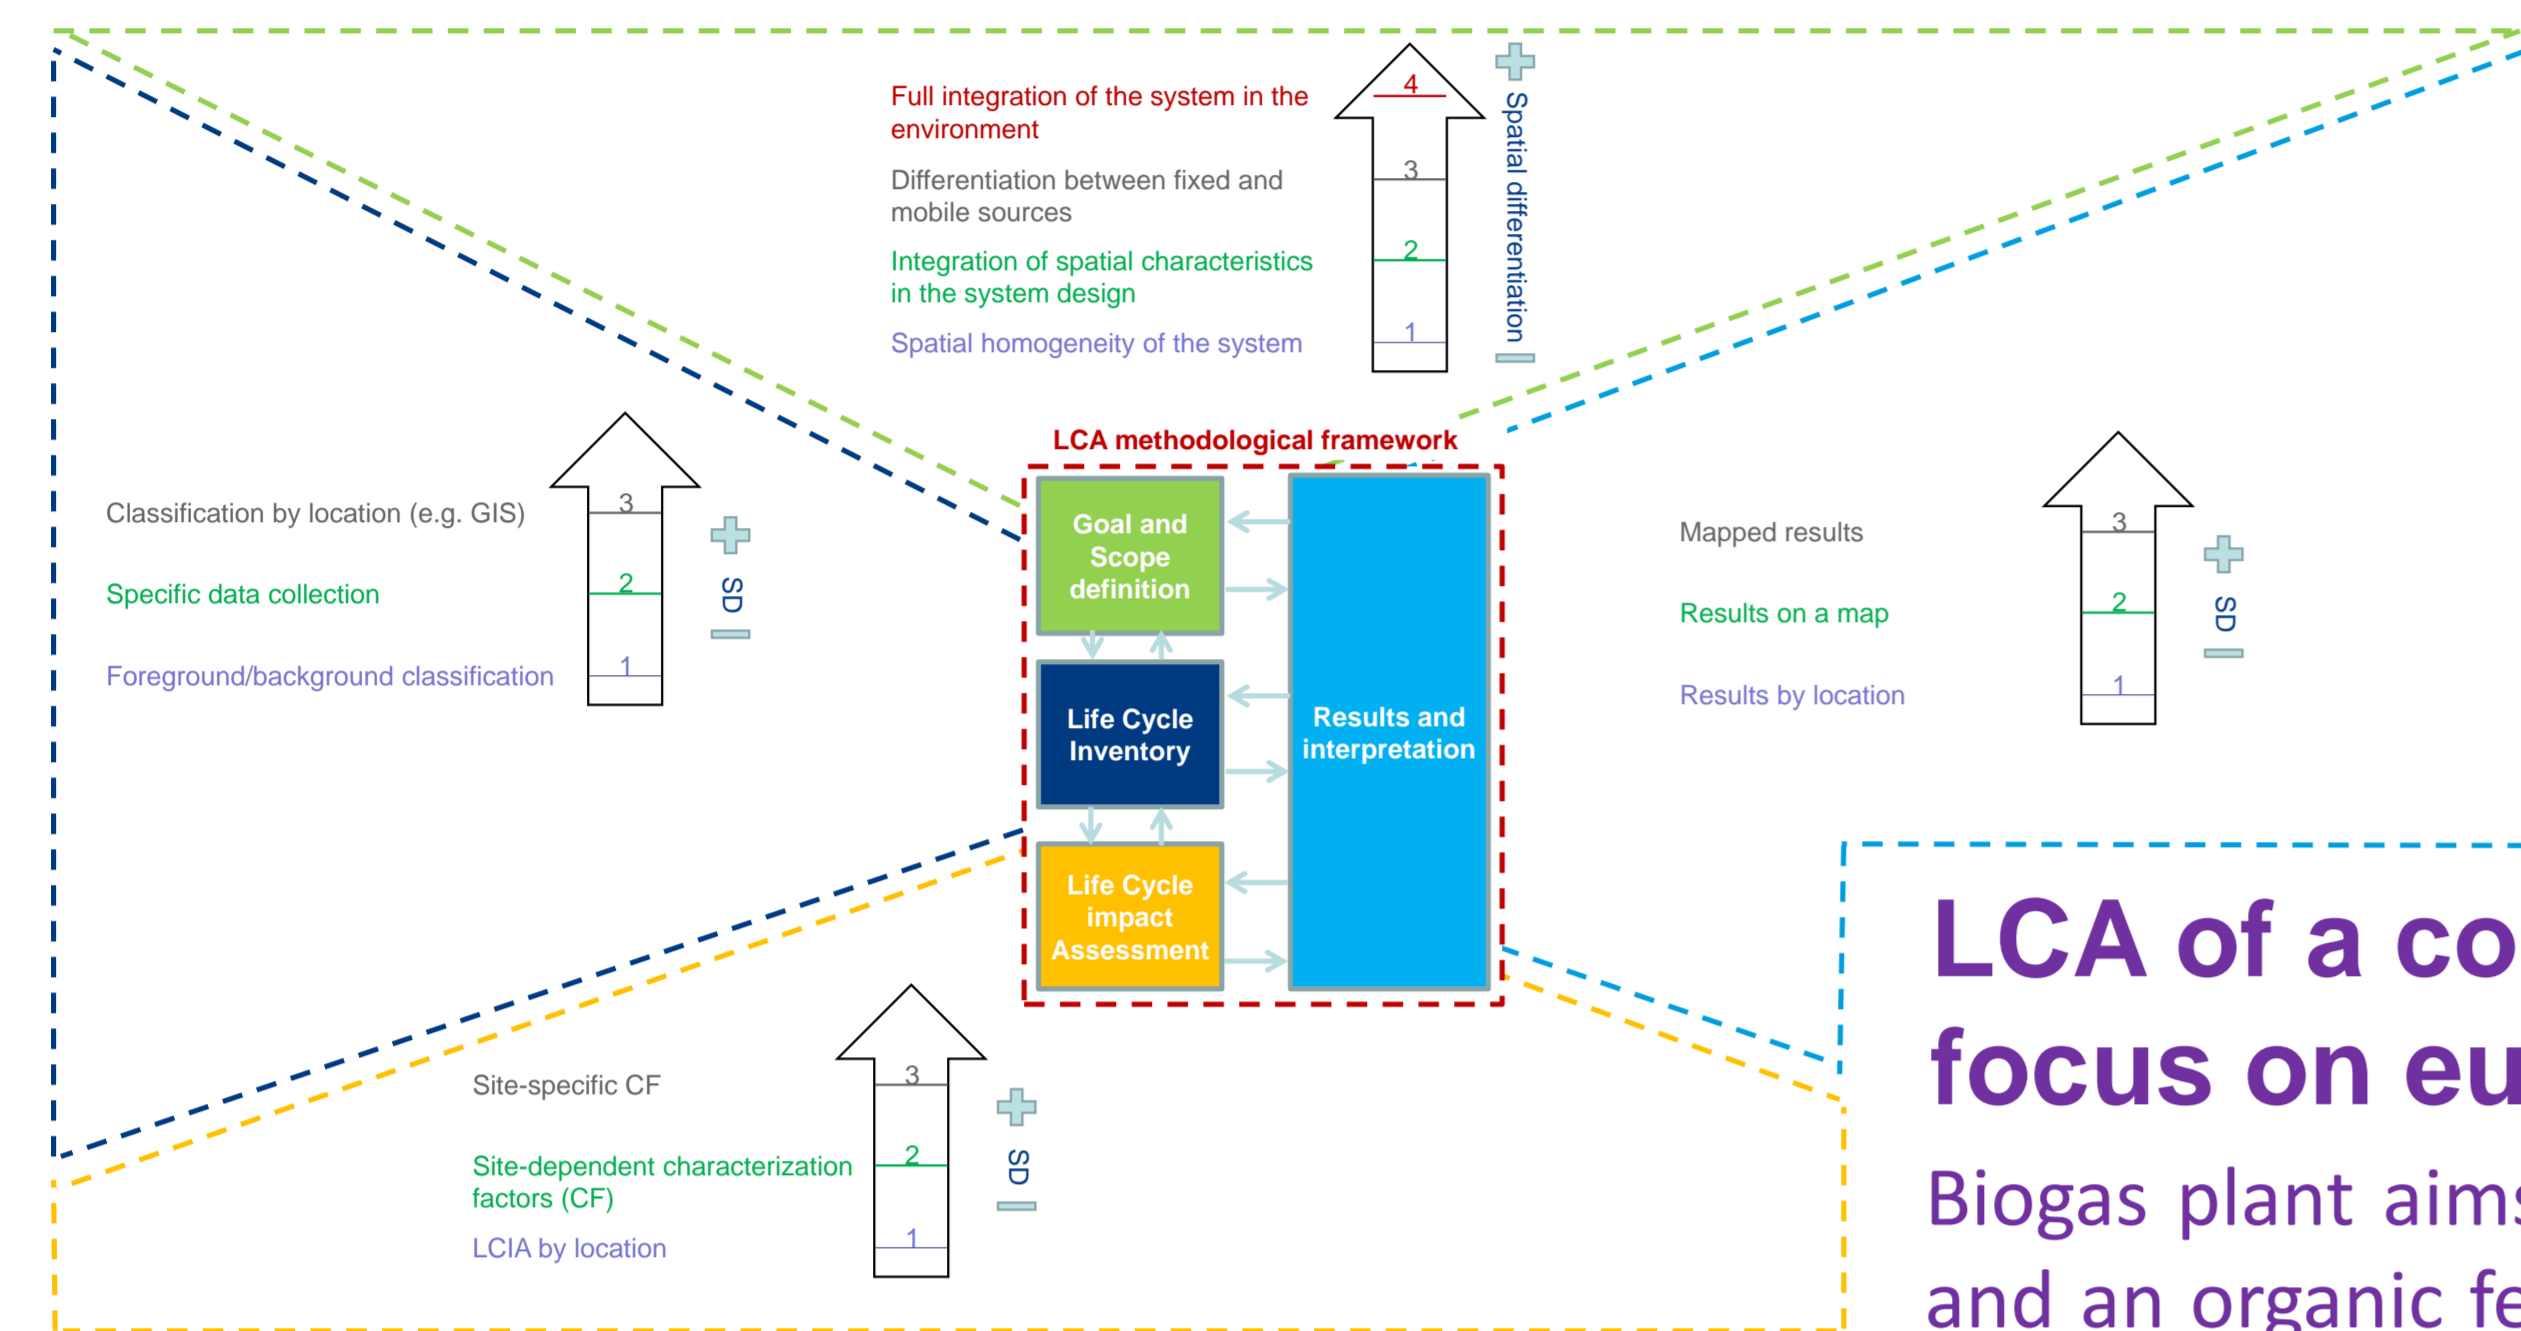 Full integration of the system in the
environment
4
Differentiation between fixed and
mobile sources
3
Integration of spatial characteristics
in the system design
2
Spatial homogeneity of the system
1
Spatial differentiation
Classification by location (e.g. GIS)
3
Specific data collection
2
Foreground/background classification
1
SD
LCA methodological framework
Goal and
Scope
definition
Life Cycle
Inventory
Life Cycle
impact
Assessment
Results and
interpretation
Mapped results
3
Results on a map
2
Results by location
1
SD
Site-specific CF
3
Site-dependent characterization
factors (CF)
2
LCIA by location
1
SD
LCA of a co
focus on eu
Biogas plant aims
and an organic fe